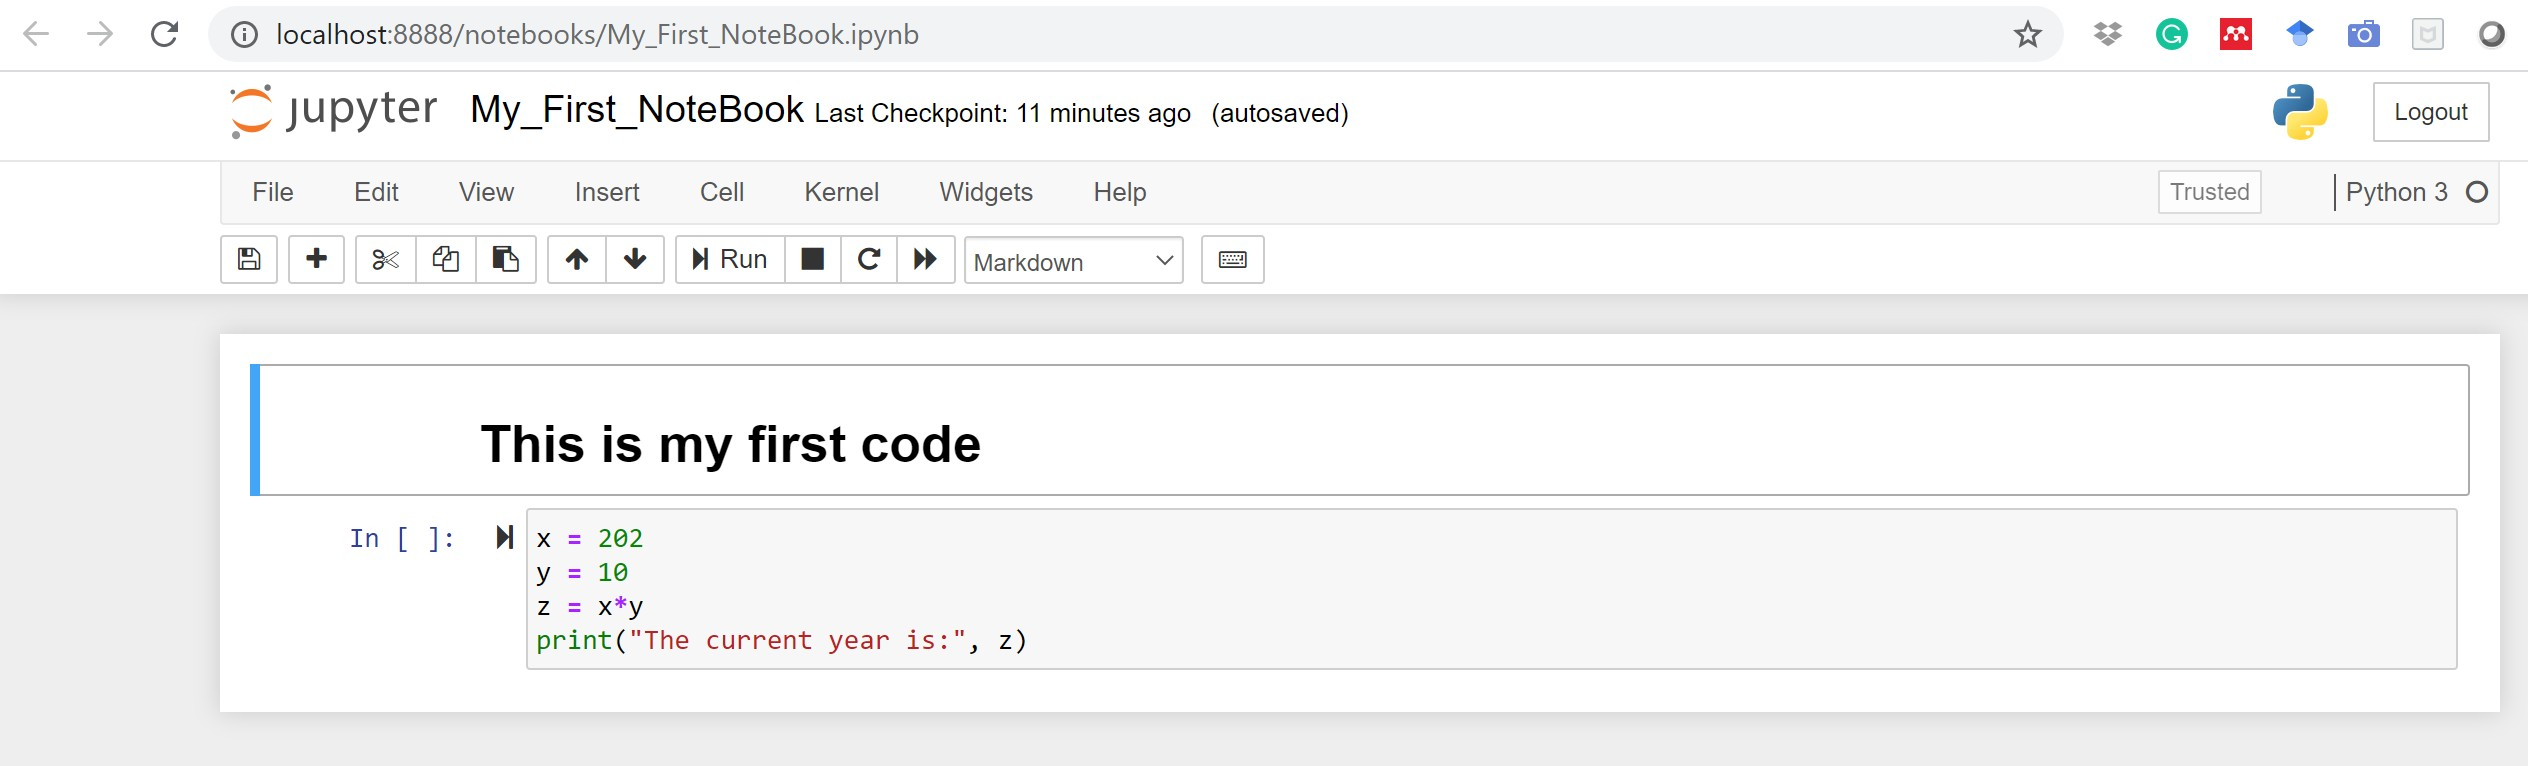 localhost:8888/notebooks/My_First_NoteBook.ipynb
jupyter My_First_NoteBook Last Checkpoint: 11 minutes ago (autosaved) Logout
File Edit View Insert Cell Kernel Widgets Help Trusted Python 3
Run Markdown
This is my first code
In [ ]: x = 202
y = 10
z = x*y
print("The current year is:", z)